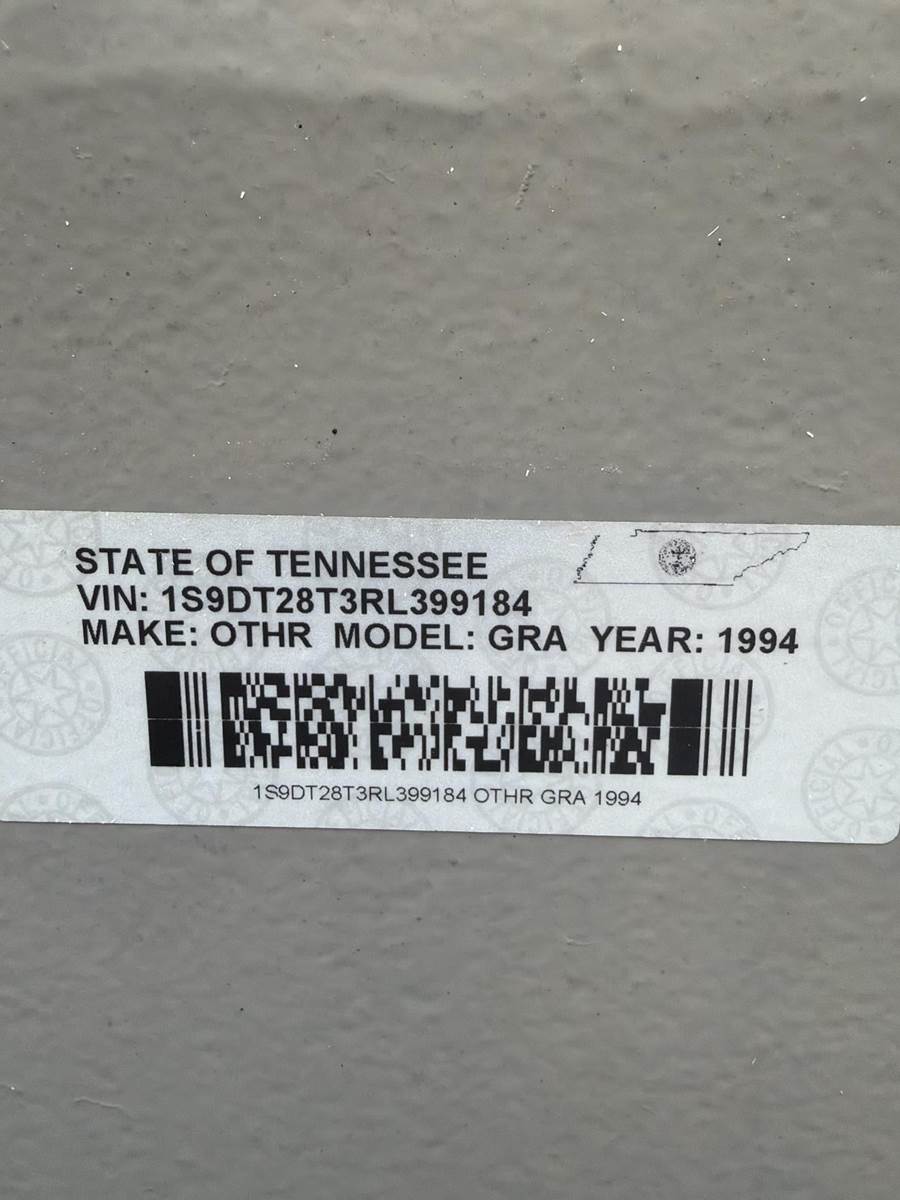 STATE OF TENNESSEE
VIN: 1S9DT28T3RL399184
MAKE: OTHR MODEL: GRA YEAR: 1994
1S9DT28T3RL399184 OTHR GRA 1994